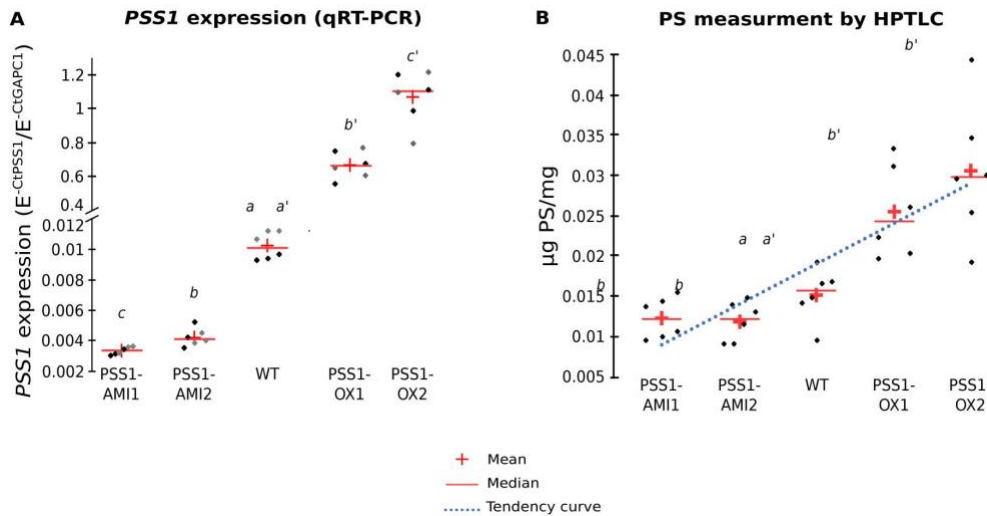 A
PSS1 expression (qRT-PCR)
PSS1 expression (E-CtPSS1/E-CtGAPC1)
1.2
1
0.8
0.6
0.4
0.012
0.010
0.008
0.006
0.004
0.002
c
b
a a'
b'
c'
PSS1-
AMI1
PSS1-
AMI2
WT
PSS1-
OX1
PSS1-
OX2
B
PS measurment by HPTLC
µg PS/mg
0.045
0.04
0.035
0.03
0.025
0.02
0.015
0.01
0.005
b
b
a a'
b'
b'
PSS1-
AMI1
PSS1-
AMI2
WT
PSS1-
OX1
PSS1
OX2
Mean
Median
Tendency curve